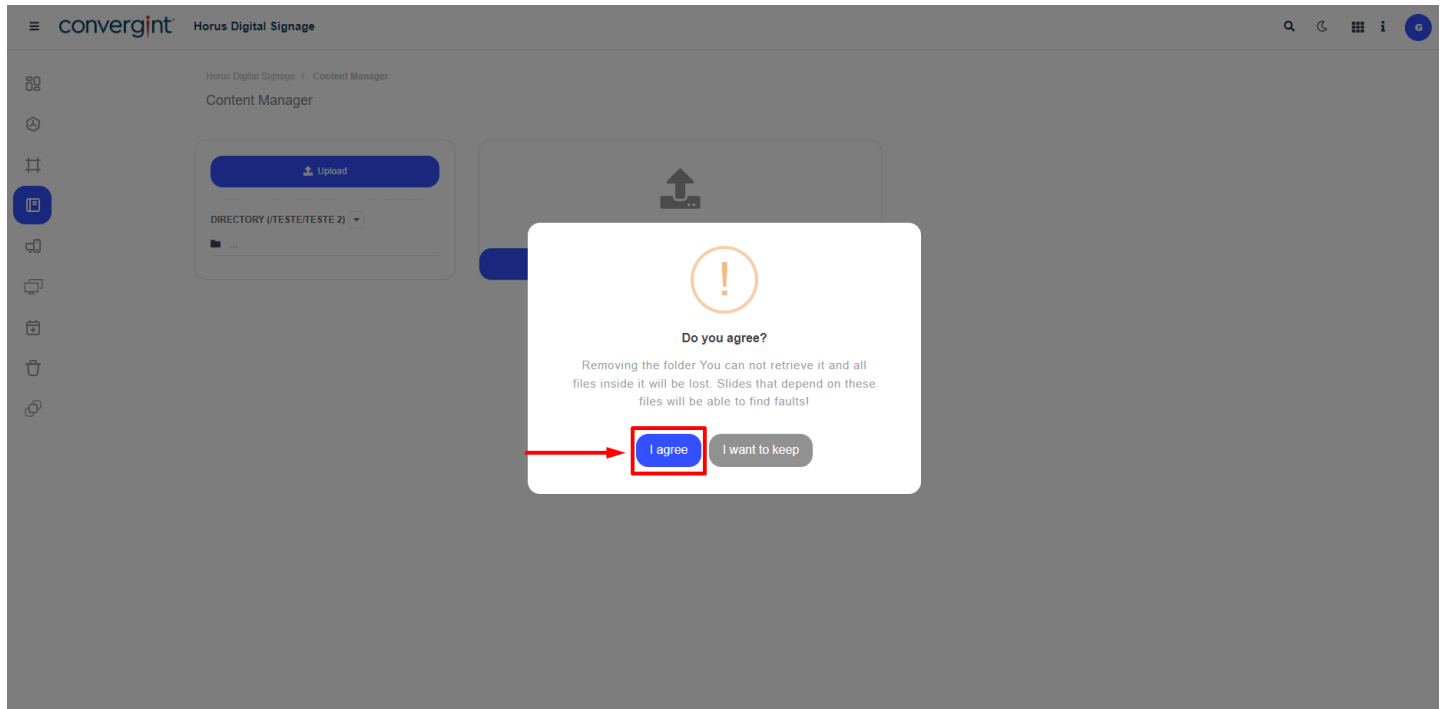 convergint Horus Digital Signage
i G
Horus Digital Signage / Content Manager
Content Manager
Upload
DIRECTORY (/TESTE/TESTE 2)
...
!
Do you agree?
Removing the folder You can not retrieve it and all
files inside it will be lost. Slides that depend on these
files will be able to find faults!
I agree I want to keep